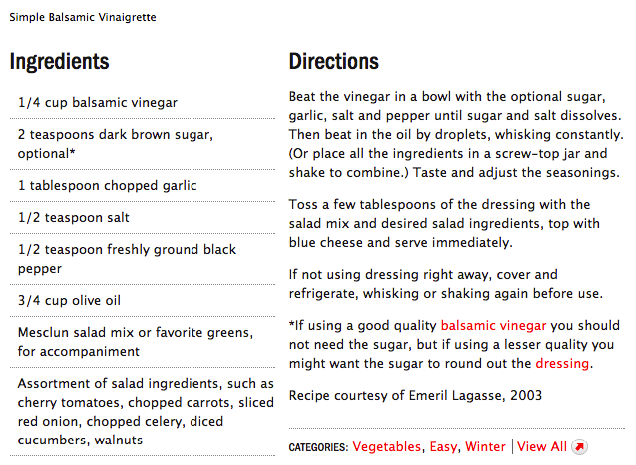 Simple Balsamic Vinaigrette
Ingredients
1/4 cup balsamic vinegar
2 teaspoons dark brown sugar,
optional*
1 tablespoon chopped garlic
1/2 teaspoon salt
1/2 teaspoon freshly ground black
pepper
3/4 cup olive oil
Mesclun salad mix or favorite greens,
for accompaniment
Assortment of salad ingredients, such as
cherry tomatoes, chopped carrots, sliced
red onion, chopped celery, diced
cucumbers, walnuts
Directions
Beat the vinegar in a bowl with the optional sugar,
garlic, salt and pepper until sugar and salt dissolves.
Then beat in the oil by droplets, whisking constantly.
(Or place all the ingredients in a screw-top jar and
shake to combine.) Taste and adjust the seasonings.
Toss a few tablespoons of the dressing with the
salad mix and desired salad ingredients, top with
blue cheese and serve immediately.
If not using dressing right away, cover and
refrigerate, whisking or shaking again before use.
*If using a good quality balsamic vinegar you should
not need the sugar, but if using a lesser quality you
might want the sugar to round out the dressing.
Recipe courtesy of Emeril Lagasse, 2003
CATEGORIES: Vegetables, Easy, Winter | View All